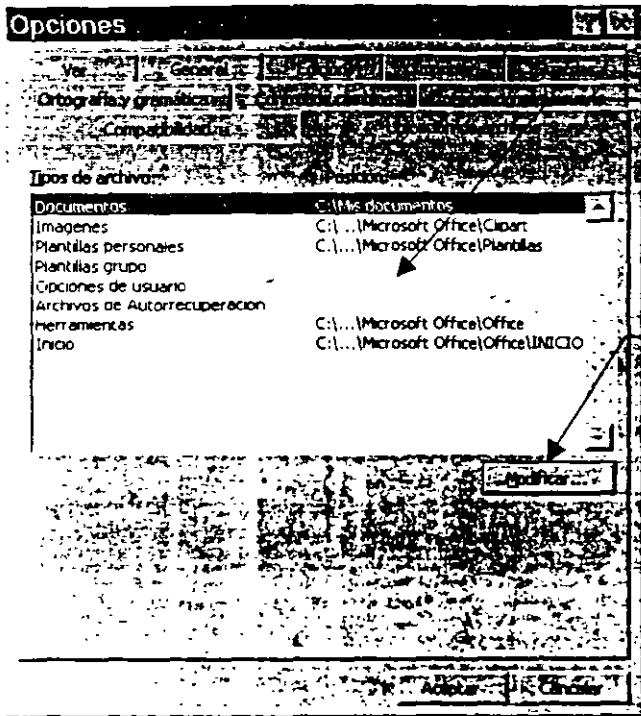 Opciones
Ver General
Ortografía y gramática
Compatibilidad
Tipos de archivo: Posición:
Documentos C:\Mis documentos
Imágenes C:\...\Microsoft Office\Clipart
Plantillas personales C:\...\Microsoft Office\Plantillas
Plantillas grupo
Opciones de usuario
Archivos de Autorrecuperación
Herramientas C:\...\Microsoft Office\Office
Inicio C:\...\Microsoft Office\Office\INICIO
Modificar...
Aceptar Cancelar